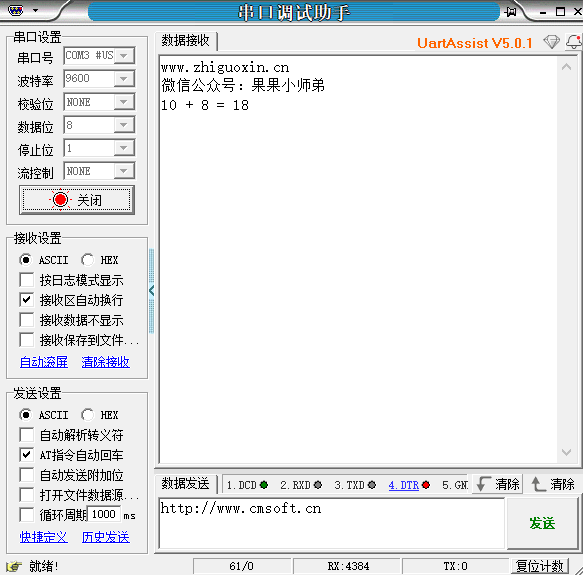 串口调试助手
串口设置
串口号 COM3 #US
波特率 9600
校验位 NONE
数据位 8
停止位 1
流控制 NONE
关闭
接收设置
ASCII HEX
按日志模式显示
接收区自动换行
接收数据不显示
接收保存到文件...
自动滚屏 清除接收
发送设置
ASCII HEX
自动解析转义符
AT指令自动回车
自动发送附加位
打开文件数据源...
循环周期 1000 ms
快捷定义 历史发送
数据接收 UartAssist V5.0.1
www.zhiguoxin.cn
微信公众号：果果小师弟
10 + 8 = 18
数据发送 1.DCD 2.RXD 3.TXD 4.DTR 5.GN 清除 清除
http://www.cmsoft.cn
发送
就绪! 61/0 RX:4384 TX:0 复位计数